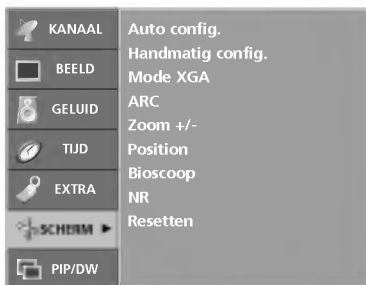 KANAAL
BEELD
GELUID
TIJD
EXTRA
SCHERM
PIP/DW
Auto config.
Handmatig config.
Mode XGA
ARC
Zoom +/-
Position
Bioscoop
NR
Resetten